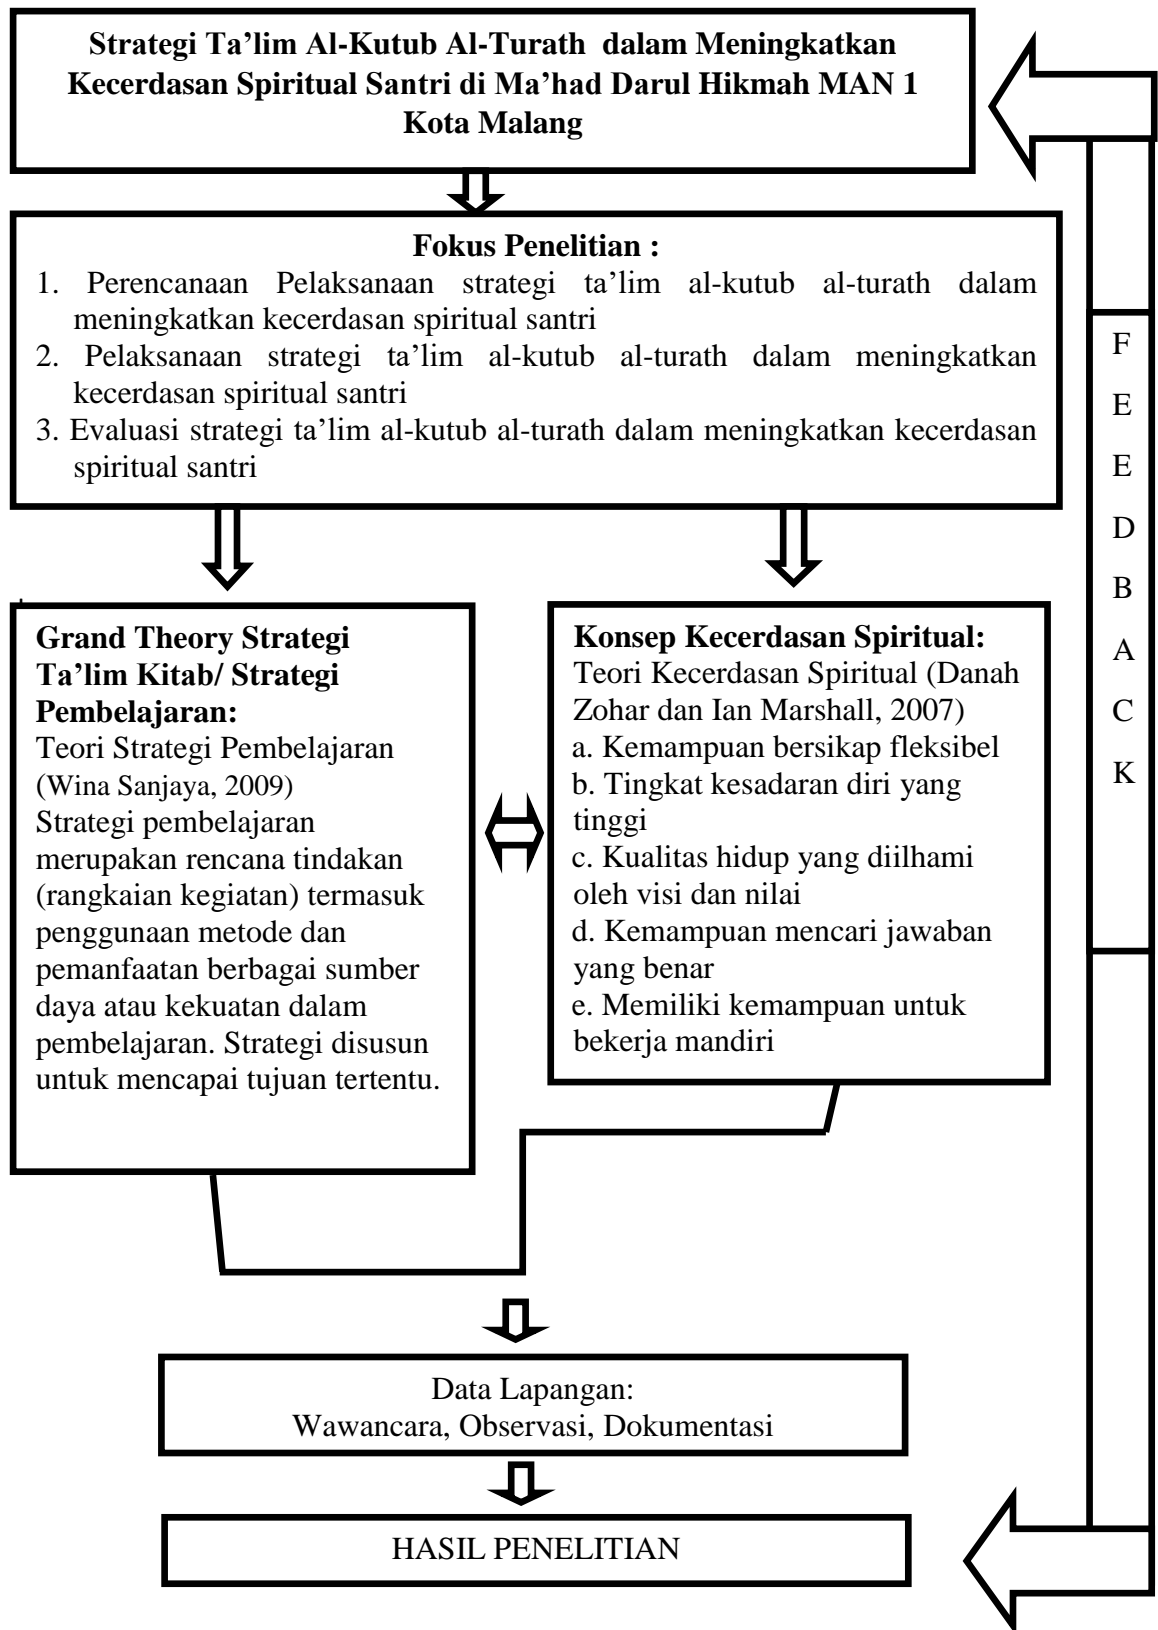 Strategi Ta’lim Al-Kutub Al-Turath dalam Meningkatkan
Kecerdasan Spiritual Santri di Ma’had Darul Hikmah MAN 1
Kota Malang
Fokus Penelitian :
1. Perencanaan Pelaksanaan strategi ta’lim al-kutub al-turath dalam
meningkatkan kecerdasan spiritual santri
2. Pelaksanaan strategi ta’lim al-kutub al-turath dalam meningkatkan
kecerdasan spiritual santri
3. Evaluasi strategi ta’lim al-kutub al-turath dalam meningkatkan kecerdasan
spiritual santri
Grand Theory Strategi
Ta’lim Kitab/ Strategi
Pembelajaran:
Teori Strategi Pembelajaran
(Wina Sanjaya, 2009)
Strategi pembelajaran
merupakan rencana tindakan
(rangkaian kegiatan) termasuk
penggunaan metode dan
pemanfaatan berbagai sumber
daya atau kekuatan dalam
pembelajaran. Strategi disusun
untuk mencapai tujuan tertentu.
Konsep Kecerdasan Spiritual:
Teori Kecerdasan Spiritual (Danah
Zohar dan Ian Marshall, 2007)
a. Kemampuan bersikap fleksibel
b. Tingkat kesadaran diri yang
tinggi
c. Kualitas hidup yang diilhami
oleh visi dan nilai
d. Kemampuan mencari jawaban
yang benar
e. Memiliki kemampuan untuk
bekerja mandiri
F
E
E
D
B
A
C
K
Data Lapangan:
Wawancara, Observasi, Dokumentasi
HASIL PENELITIAN